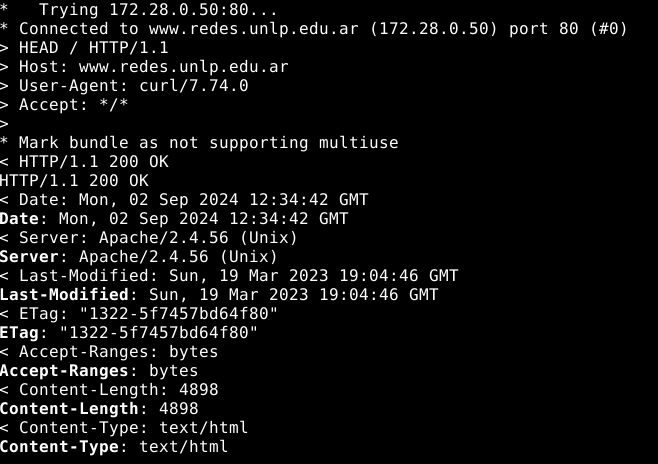 *   Trying 172.28.0.50:80...
* Connected to www.redes.unlp.edu.ar (172.28.0.50) port 80 (#0)
> HEAD / HTTP/1.1
> Host: www.redes.unlp.edu.ar
> User-Agent: curl/7.74.0
> Accept: */*
>
* Mark bundle as not supporting multiuse
< HTTP/1.1 200 OK
HTTP/1.1 200 OK
< Date: Mon, 02 Sep 2024 12:34:42 GMT
Date: Mon, 02 Sep 2024 12:34:42 GMT
< Server: Apache/2.4.56 (Unix)
Server: Apache/2.4.56 (Unix)
< Last-Modified: Sun, 19 Mar 2023 19:04:46 GMT
Last-Modified: Sun, 19 Mar 2023 19:04:46 GMT
< ETag: "1322-5f7457bd64f80"
ETag: "1322-5f7457bd64f80"
< Accept-Ranges: bytes
Accept-Ranges: bytes
< Content-Length: 4898
Content-Length: 4898
< Content-Type: text/html
Content-Type: text/html